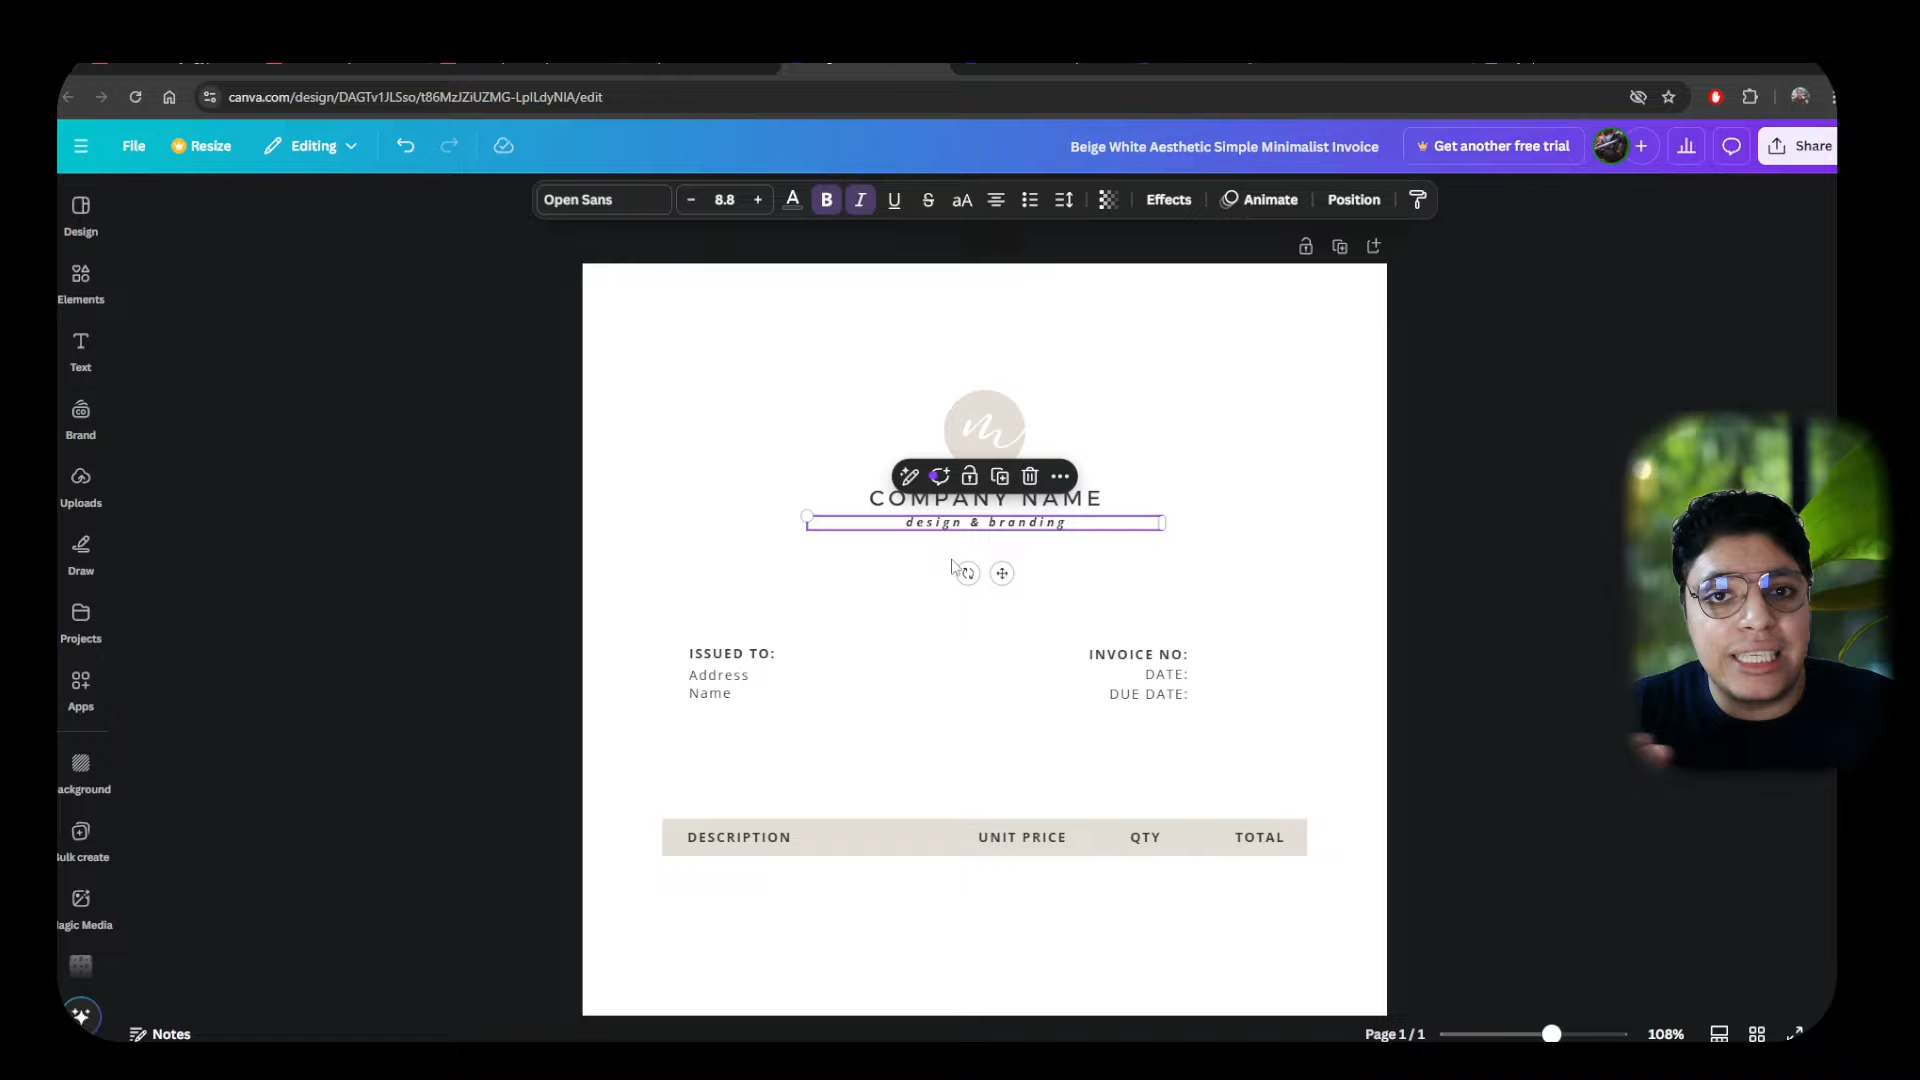 canva.com/design/DAGTv1JLSso/t86MzJZiUZMG-LpILdyNIA/edit
File Resize Editing Beige White Aesthetic Simple Minimalist Invoice Get another free trial Share
Open Sans 8.8 A B I U S aA Effects Animate Position
Design
Elements
Text
Brand
Uploads
Draw
Projects
Apps
ackground
Bulk create
agic Media
m
COMPANY NAME
design & branding
ISSUED TO:
Address
Name
INVOICE NO:
DATE:
DUE DATE:
DESCRIPTION UNIT PRICE QTY TOTAL
Notes
Page 1 / 1 108%